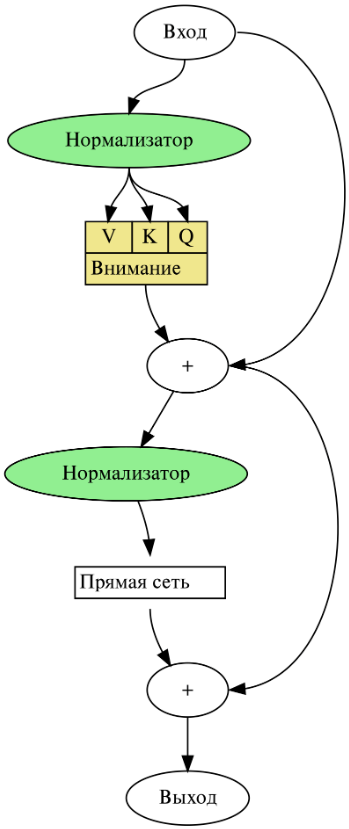 Вход
Нормализатор
V K Q
Внимание
+
Нормализатор
Прямая сеть
+
Выход